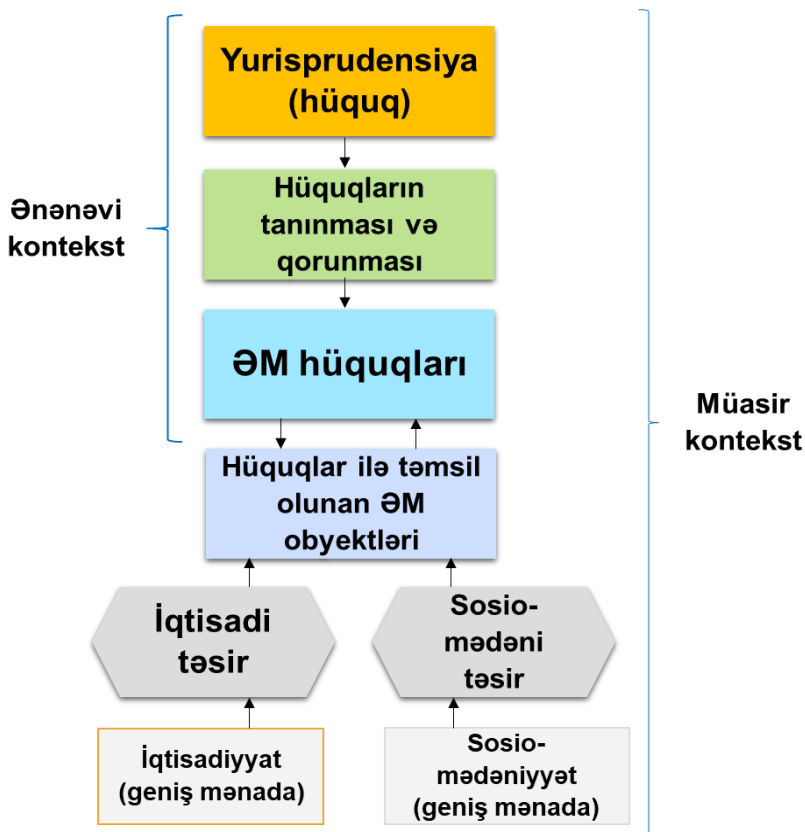 Yurisprudensiya
(hüquq)
Hüquqların
tanınması və
qorunması
Ənənəvi
kontekst
ƏM hüquqları
Müasir
kontekst
Hüquqlar ilə təmsil
olunan ƏM
obyektləri
İqtisadi
təsir
Sosio-
mədəni
təsir
İqtisadiyyat
(geniş mənada)
Sosio-
mədəniyyət
(geniş mənada)